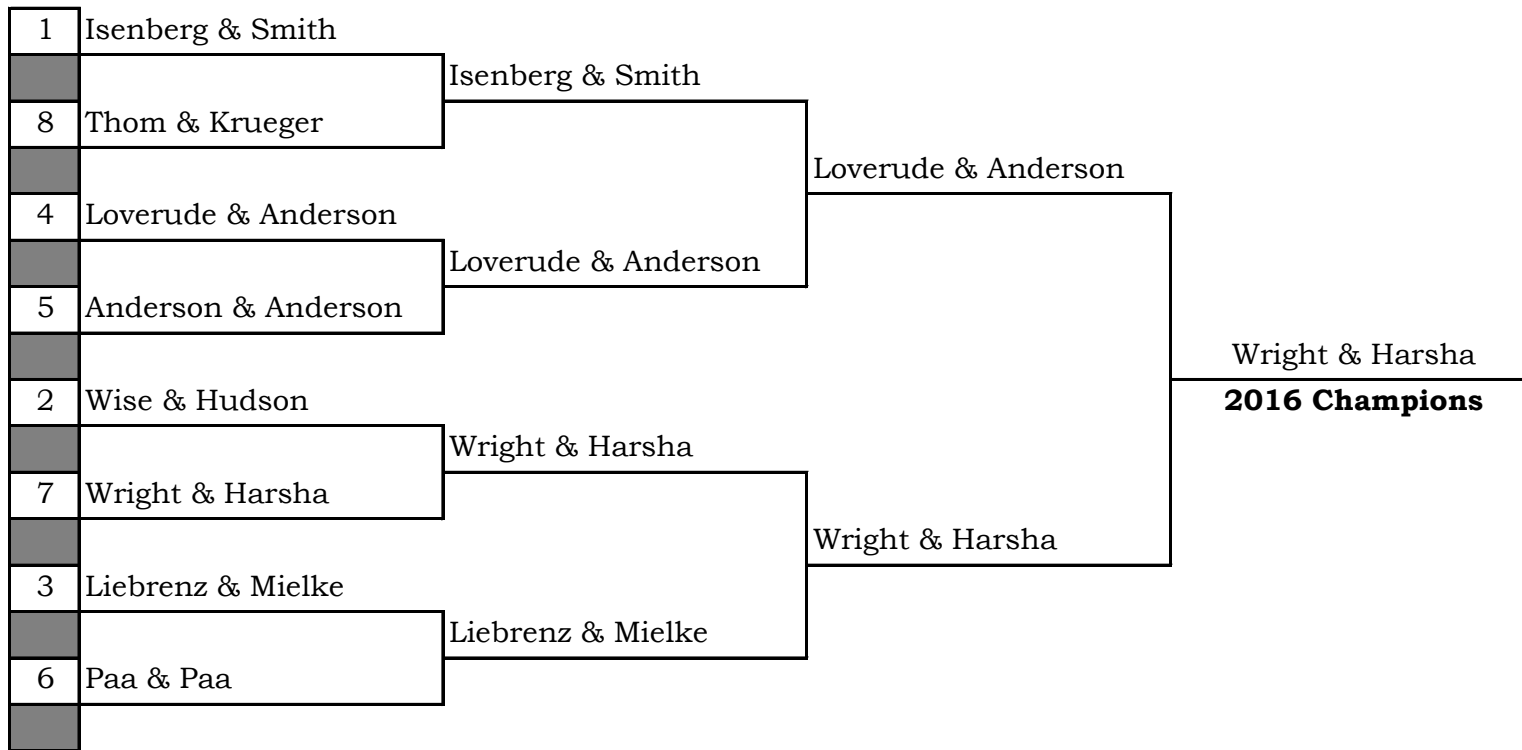 1 Isenberg & Smith
Isenberg & Smith
8 Thom & Krueger
Loverude & Anderson
4 Loverude & Anderson
Loverude & Anderson
5 Anderson & Anderson
Wright & Harsha
2 Wise & Hudson
2016 Champions
Wright & Harsha
7 Wright & Harsha
Wright & Harsha
3 Liebrenz & Mielke
Liebrenz & Mielke
6 Paa & Paa